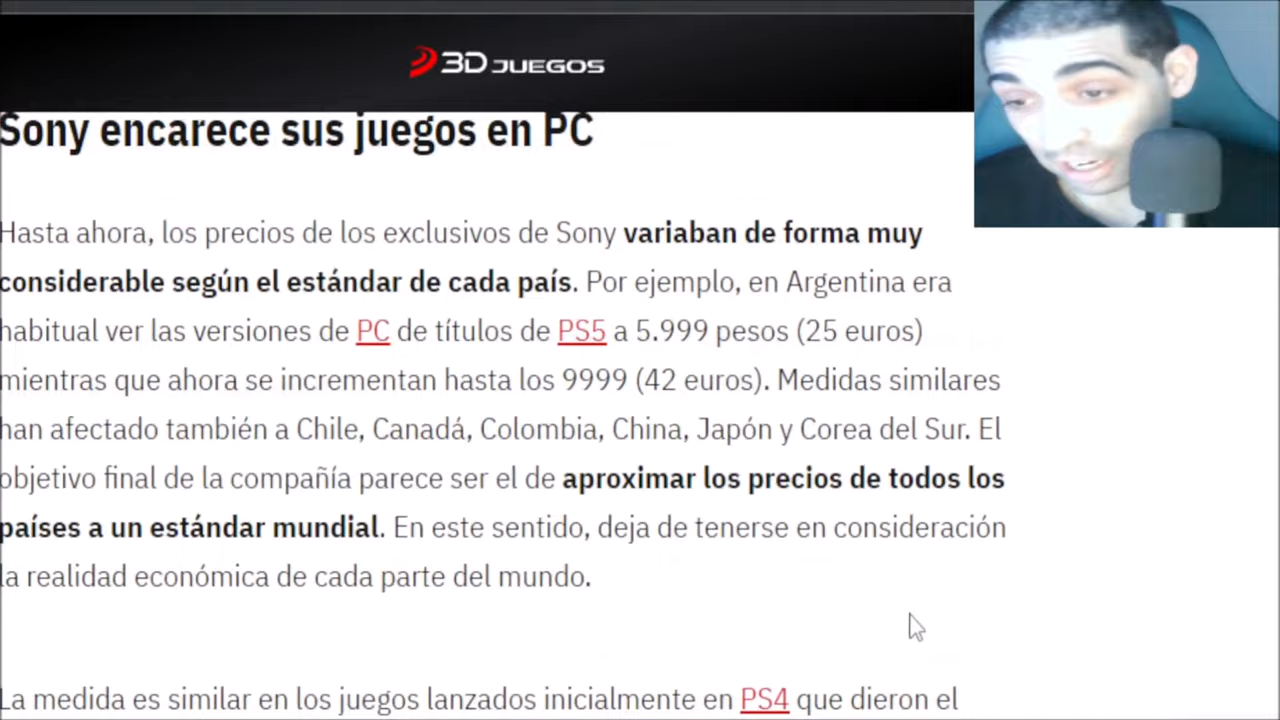 3D JUEGOS
Sony encarece sus juegos en PC
Hasta ahora, los precios de los exclusivos de Sony variaban de forma muy
considerable según el estándar de cada país. Por ejemplo, en Argentina era
habitual ver las versiones de PC de títulos de PS5 a 5.999 pesos (25 euros)
mientras que ahora se incrementan hasta los 9999 (42 euros). Medidas similares
han afectado también a Chile, Canadá, Colombia, China, Japón y Corea del Sur. El
objetivo final de la compañía parece ser el de aproximar los precios de todos los
países a un estándar mundial. En este sentido, deja de tenerse en consideración
la realidad económica de cada parte del mundo.
La medida es similar en los juegos lanzados inicialmente en PS4 que dieron el